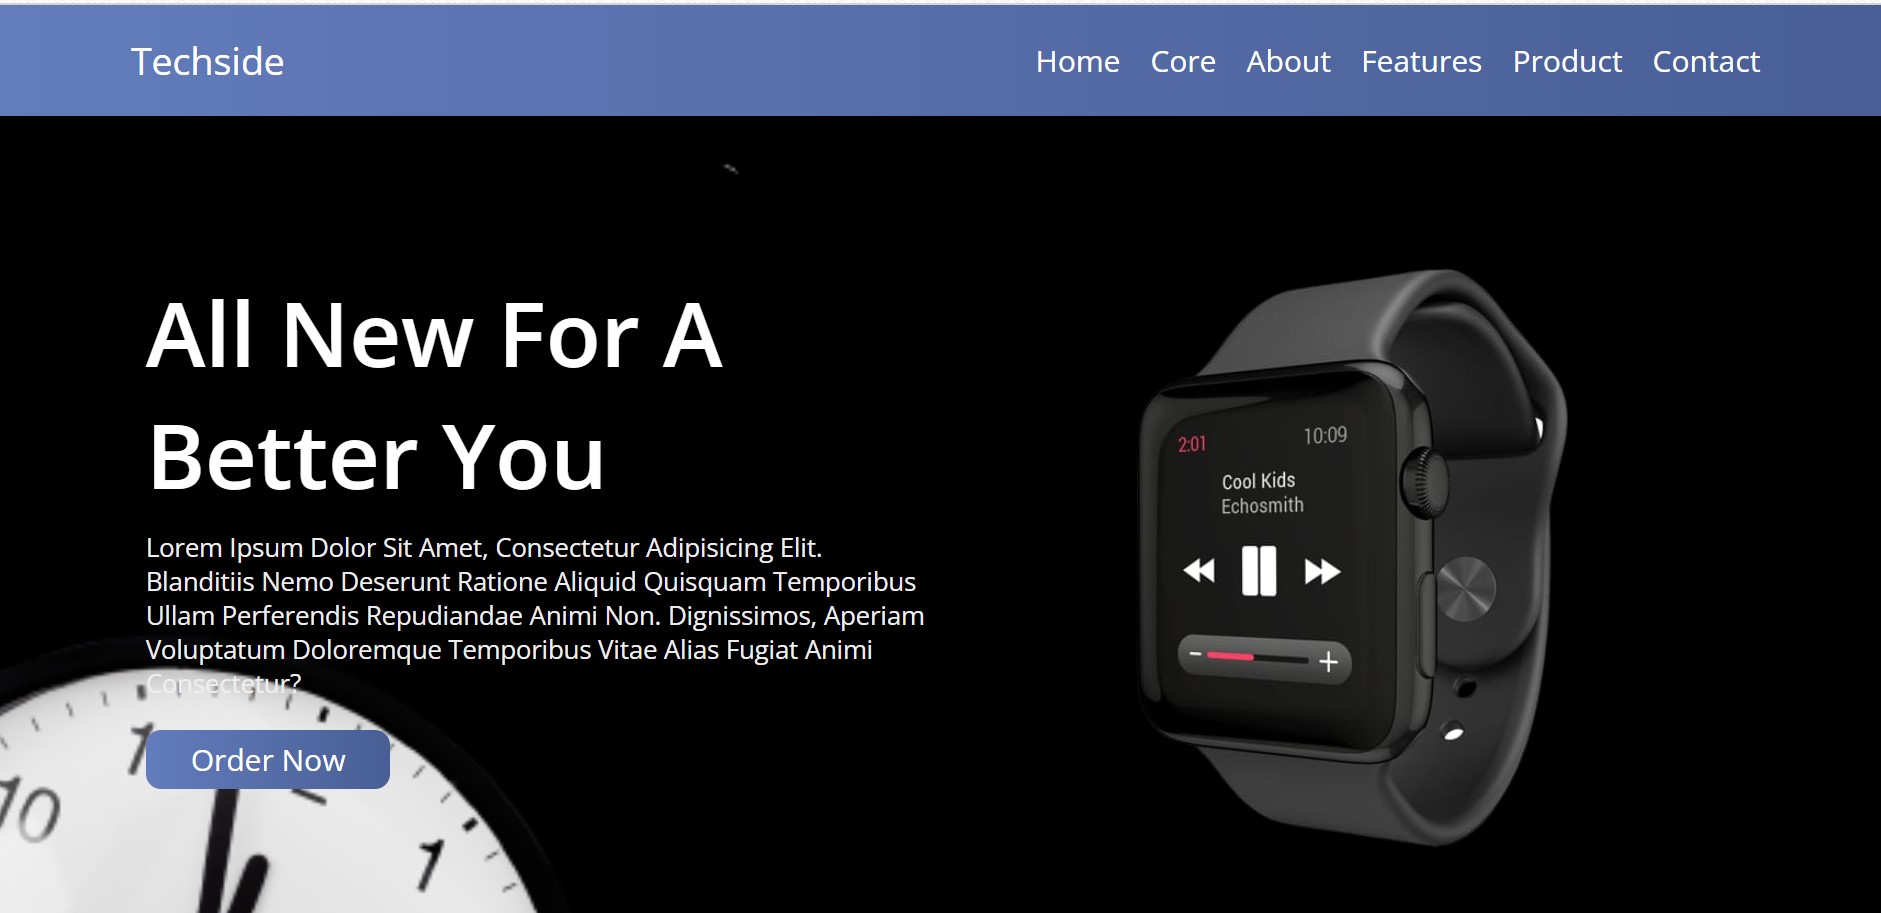 Techside
Home Core About Features Product Contact
All New For A
Better You
Lorem Ipsum Dolor Sit Amet, Consectetur Adipisicing Elit.
Blanditiis Nemo Deserunt Ratione Aliquid Quisquam Temporibus
Ullam Perferendis Repudiandae Animi Non. Dignissimos, Aperiam
Voluptatum Doloremque Temporibus Vitae Alias Fugiat Animi
Consectetur?
Order Now
2:01 10:09
Cool Kids
Echosmith
10
1